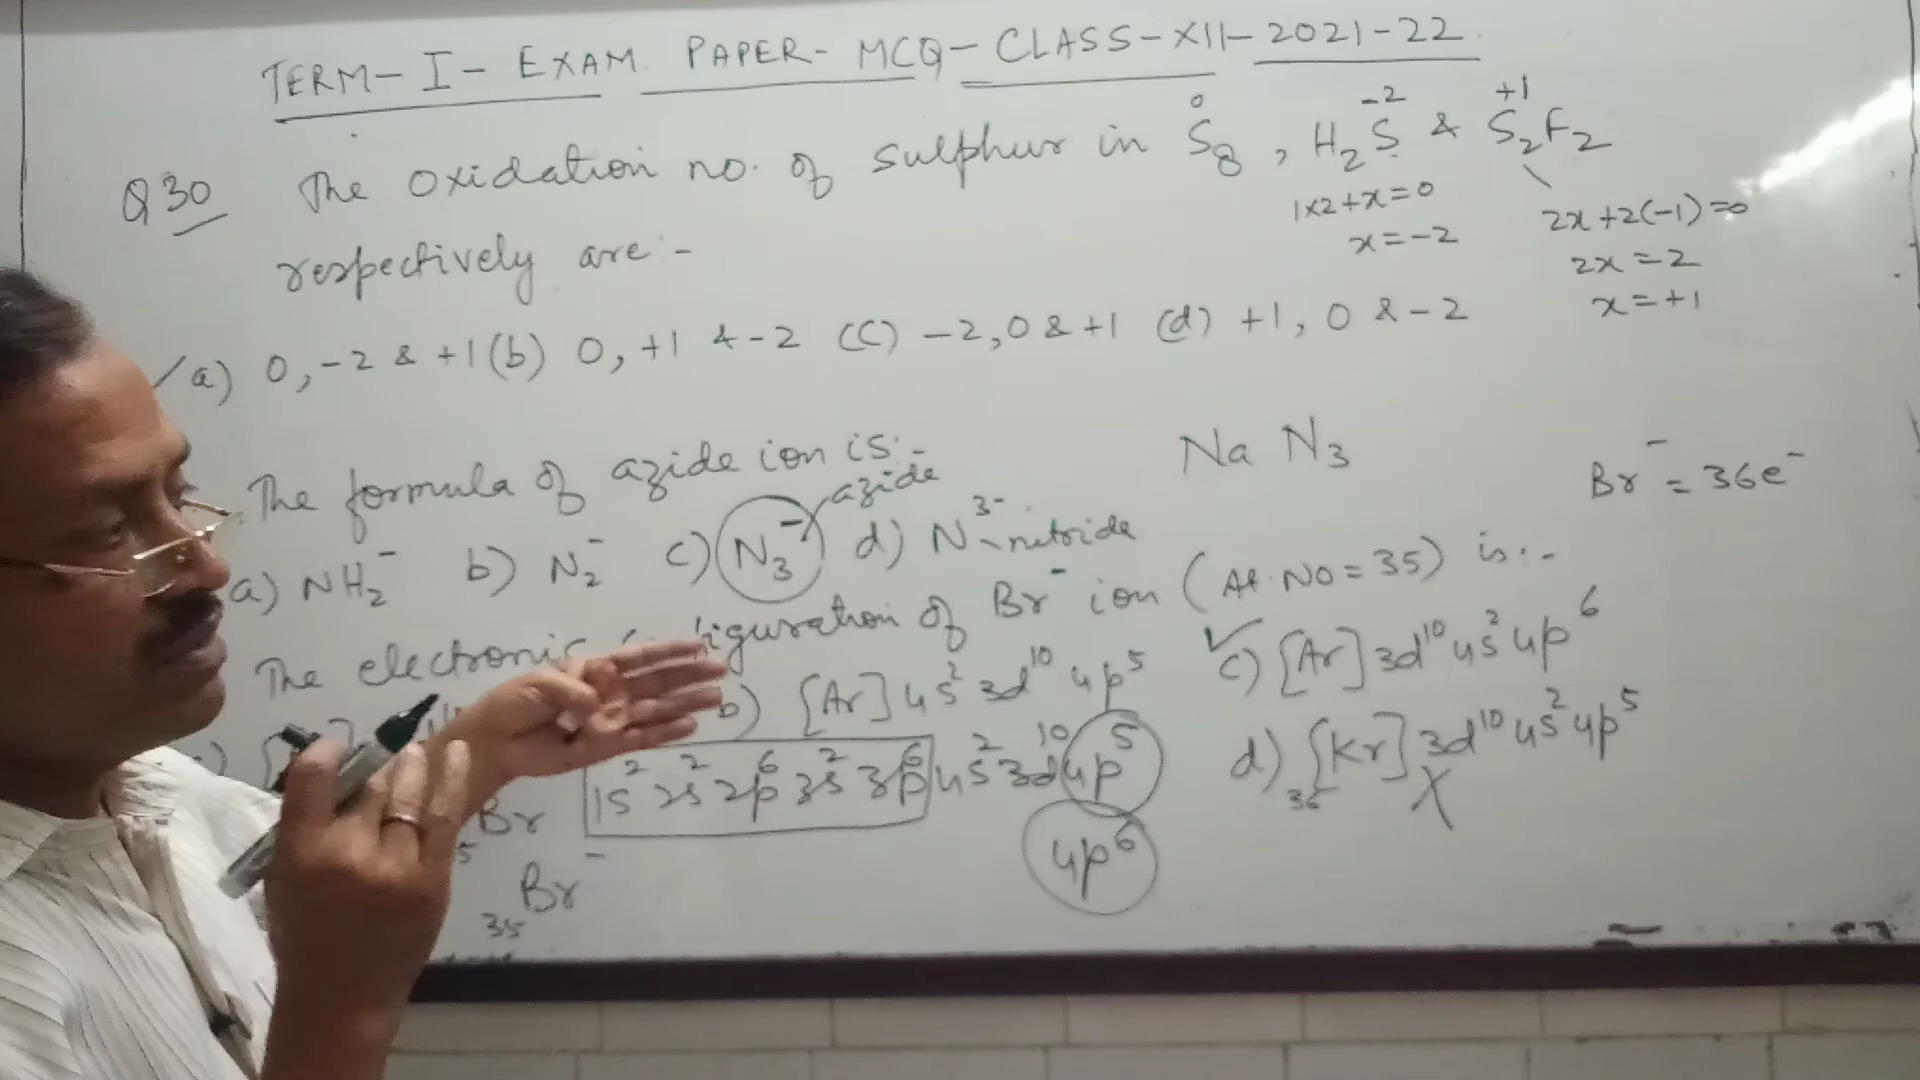 TERM-I-EXAM PAPER-MCQ-CLASS-XII-2021-22
Q30 The oxidation no. of sulphur in S₈, H₂S & S₂F₂
0 -2 +1
respectively are:-
1x2+x=0
x=-2
2x+2(-1)=0
2x=2
x=+1
a) 0, -2 & +1 (b) 0, +1 & -2 (c) -2, 0 & +1 (d) +1, 0 & -2
The formula of azide ion is:-
Na N₃
Br⁻ = 36e⁻
a) NH₂⁻ b) N₂⁻ c) N₃⁻ azide d) N³⁻ nitride
The electronic configuration of Br⁻ ion (At. No = 35) is:-
b) [Ar] 4s² 3d¹⁰ 4p⁵ c) [Ar] 3d¹⁰ 4s² 4p⁶
d) [Kr] 3d¹⁰ 4s² 4p⁵
36 X
Br 1s² 2s² 2p⁶ 3s² 3p⁶ 4s² 3d¹⁰ 4p⁵
4p⁶
₃₅Br⁻